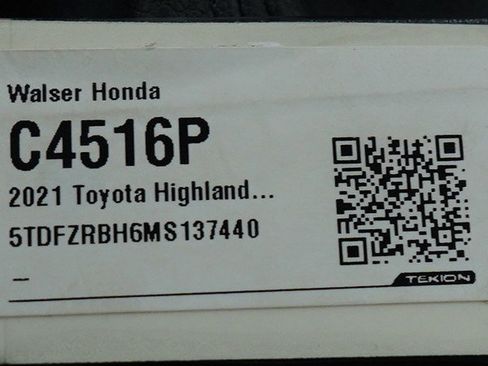 Walser Honda
C4516P
2021 Toyota Highland...
5TDFZRBH6MS137440
–
TEKION